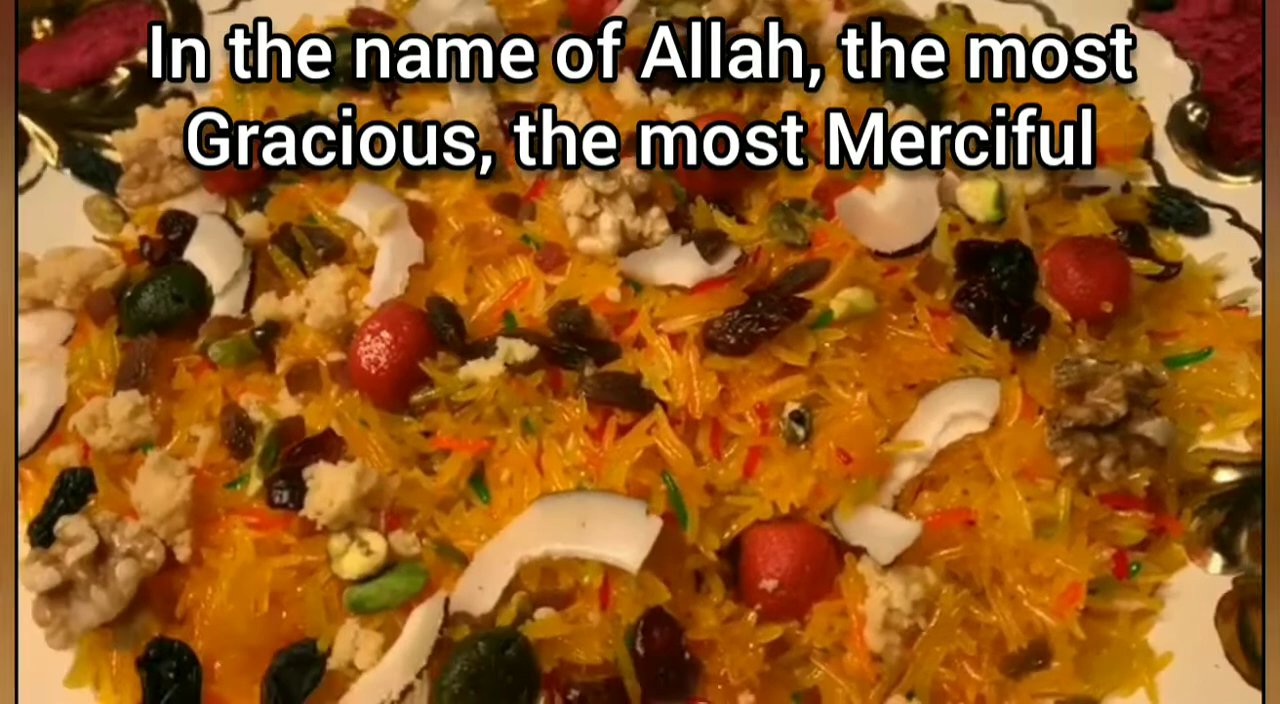 In the name of Allah, the most
Gracious, the most Merciful